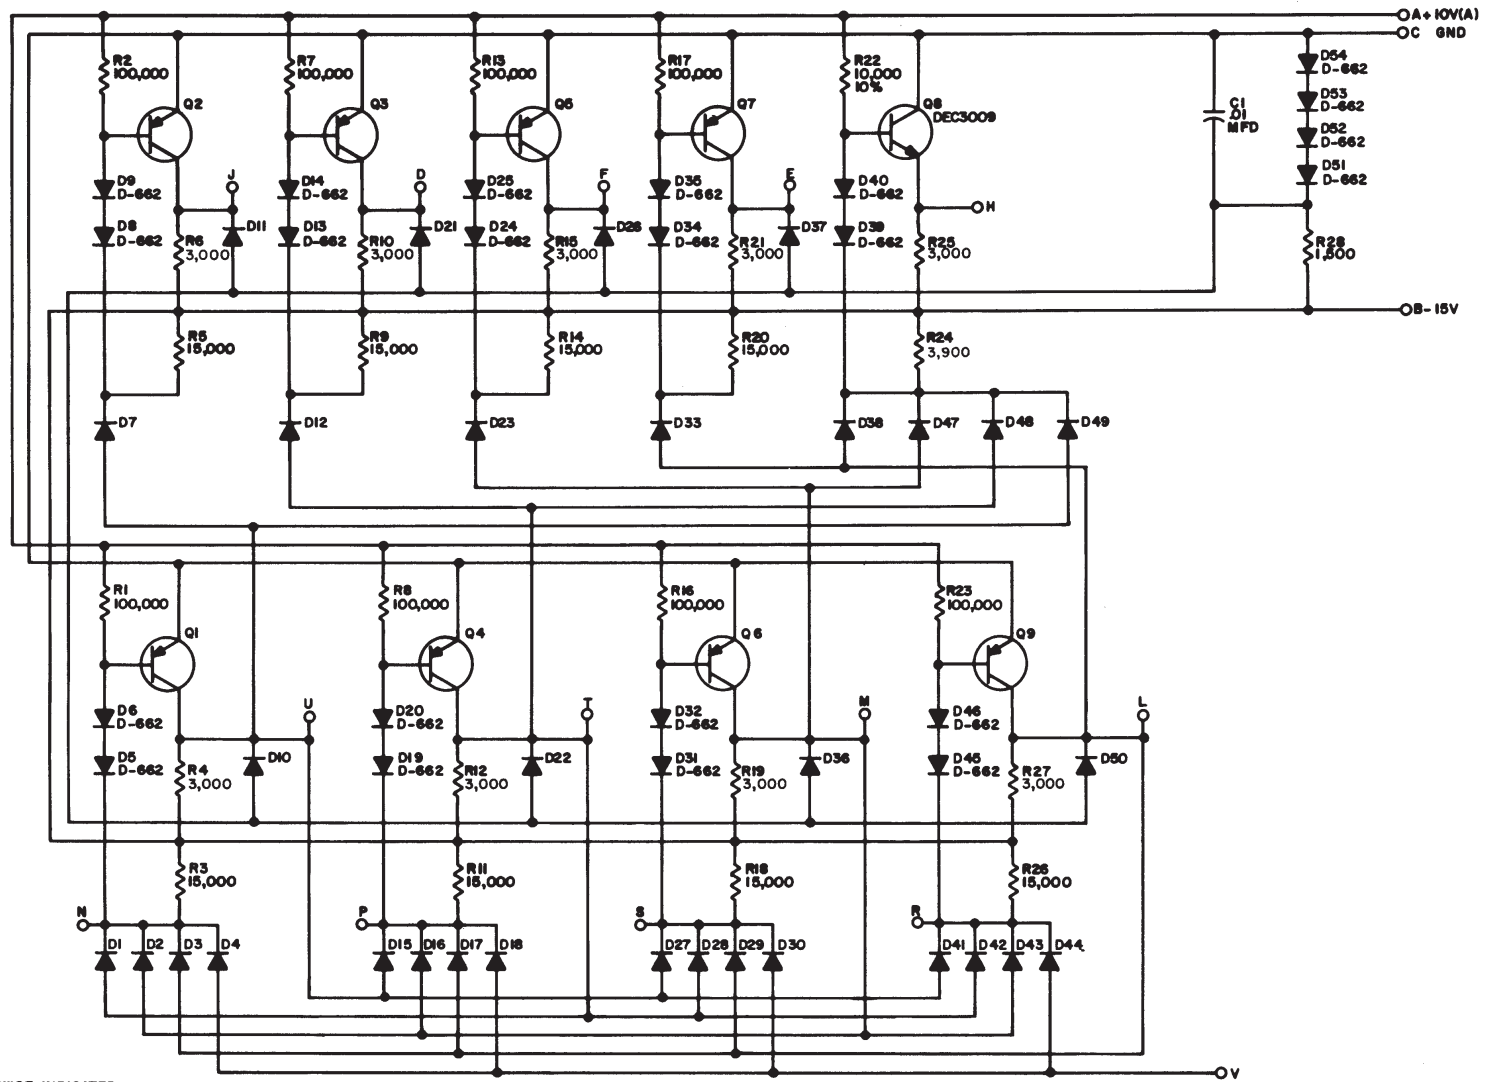 A+10V(A)
C GND
R2
100,000
R7
100,000
R13
100,000
R17
100,000
R22
10,000
10%
D54
D-662
D53
D-662
D52
D-662
D51
D-662
C1
.01
MFD
Q2
Q3
Q5
Q7
Q8
DEC3009
D9
D-662
D14
D-662
D25
D-662
D35
D-662
D40
D-662
J
D
F
E
H
D8
D-662
D13
D-662
D24
D-662
D34
D-662
D39
D-662
R6
3,000
D11
R10
3,000
D21
R15
3,000
D26
R21
3,000
D37
R25
3,000
R28
1,500
B-15V
R5
15,000
R9
15,000
R14
15,000
R20
15,000
R24
3,900
D7
D12
D23
D33
D38
D47
D48
D49
R1
100,000
R8
100,000
R16
100,000
R23
100,000
Q1
Q4
Q6
Q9
D6
D-662
D20
D-662
D32
D-662
D46
D-662
U
T
M
L
D5
D-662
D19
D-662
D31
D-662
D45
D-662
R4
3,000
D10
R12
3,000
D22
R19
3,000
D36
R27
3,000
D50
R3
15,000
R11
15,000
R18
15,000
R26
15,000
N
P
S
R
D1
D2
D3
D4
D15
D16
D17
D18
D27
D28
D29
D30
D41
D42
D43
D44
V